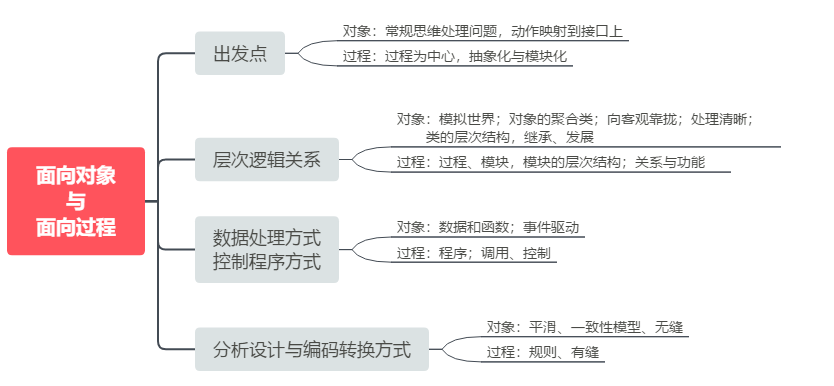 面向对象
与
面向过程
出发点
对象：常规思维处理问题，动作映射到接口上
过程：过程为中心，抽象化与模块化
层次逻辑关系
对象：模拟世界；对象的聚合类；向客观靠拢；处理清晰；
类的层次结构，继承、发展
过程：过程、模块，模块的层次结构；关系与功能
数据处理方式
控制程序方式
对象：数据和函数；事件驱动
过程：程序；调用、控制
分析设计与编码转换方式
对象：平滑、一致性模型、无缝
过程：规则、有缝